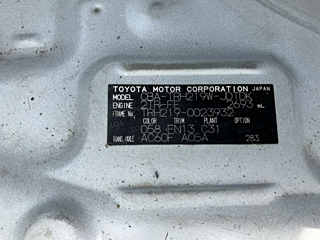 TOYOTA MOTOR CORPORATION JAPAN
MODEL CBA-TRH219W-JDTDK
ENGINE 2TR-FE 2693 mL
FRAME No. TRH219-0023932
COLOR TRIM PLANT OPTION
058 EN13 C31
TRANS./AXLE AC60F A05A 283